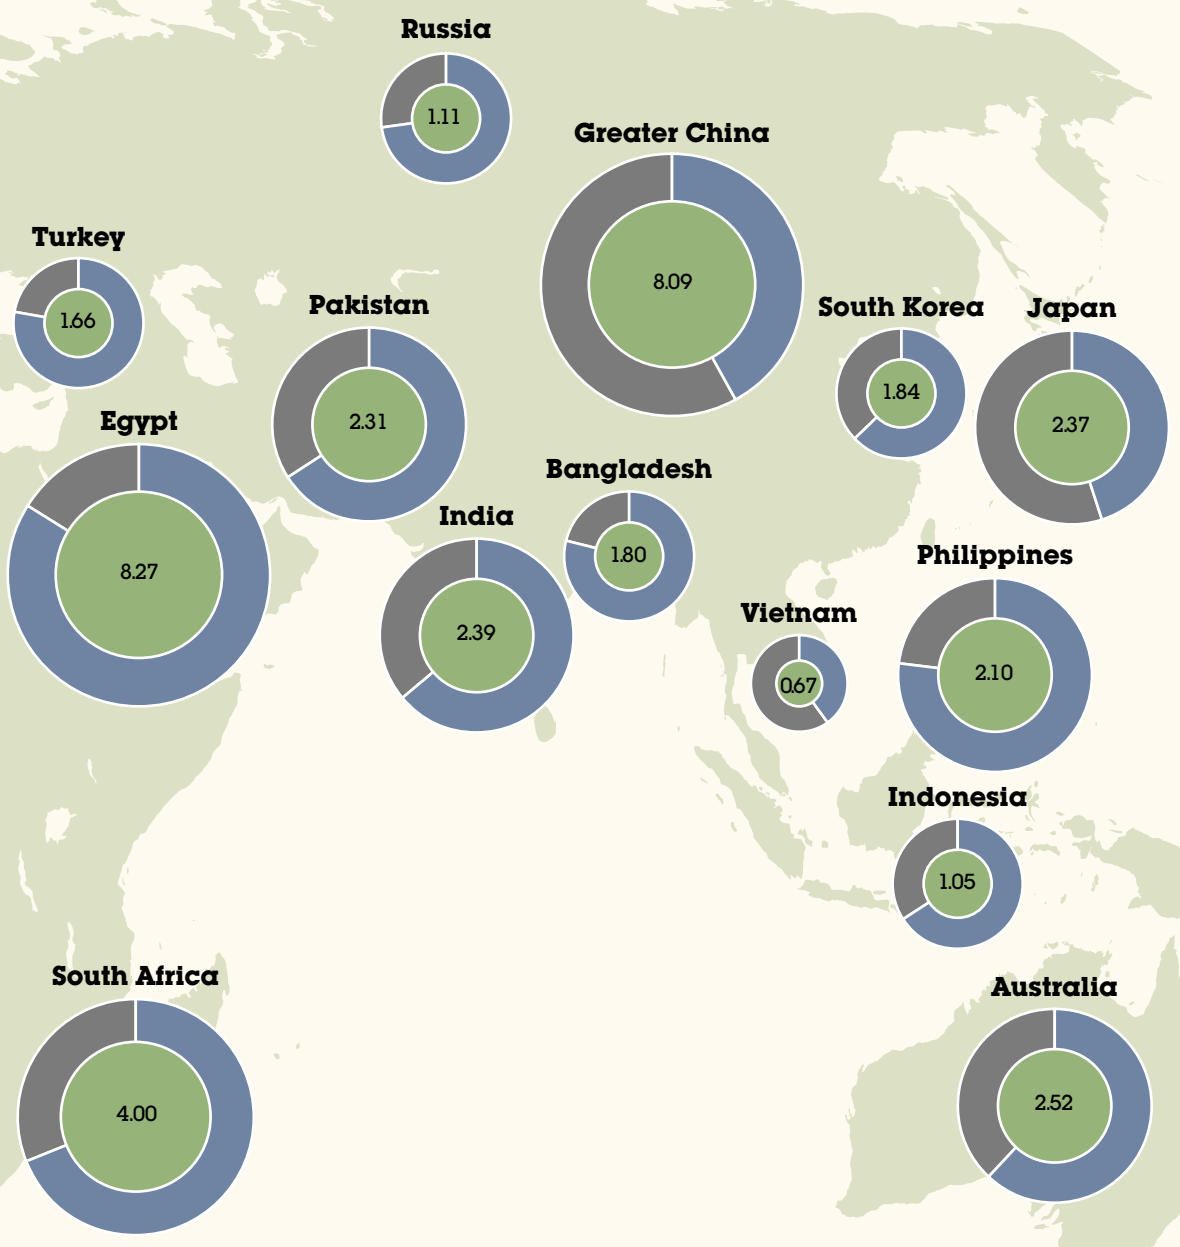 Russia
1.11
Greater China
8.09
Turkey
1.66
Pakistan
2.31
South Korea
1.84
Japan
2.37
Egypt
8.27
Bangladesh
1.80
India
2.39
Philippines
2.10
Vietnam
0.67
Indonesia
1.05
South Africa
4.00
Australia
2.52